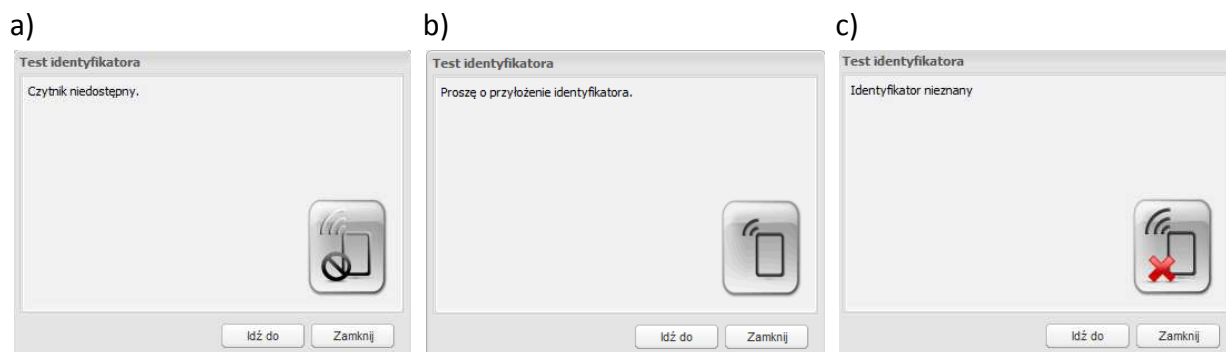 a)
Test identyfikatora
Czytnik niedostępny.
Idź do
Zamknij
b)
Test identyfikatora
Proszę o przyłożenie identyfikatora.
Idź do
Zamknij
c)
Test identyfikatora
Identyfikator nieznany
Idź do
Zamknij